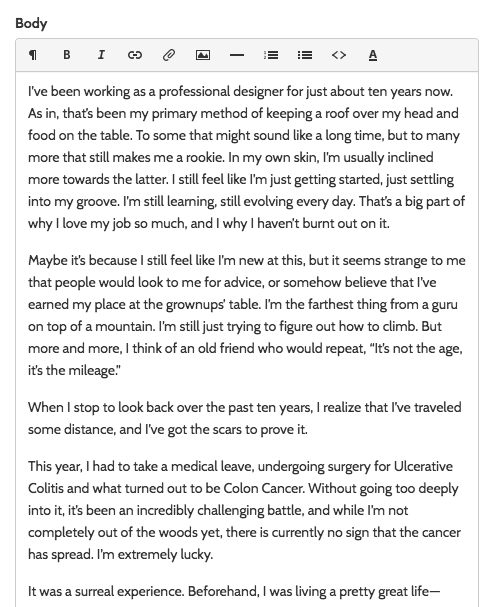 Body
¶ B I <> A
I've been working as a professional designer for just about ten years now.
As in, that's been my primary method of keeping a roof over my head and
food on the table. To some that might sound like a long time, but to many
more that still makes me a rookie. In my own skin, I'm usually inclined
more towards the latter. I still feel like I'm just getting started, just settling
into my groove. I'm still learning, still evolving every day. That's a big part of
why I love my job so much, and I why I haven't burnt out on it.
Maybe it's because I still feel like I'm new at this, but it seems strange to me
that people would look to me for advice, or somehow believe that I've
earned my place at the grownups' table. I'm the farthest thing from a guru
on top of a mountain. I'm still just trying to figure out how to climb. But
more and more, I think of an old friend who would repeat, “It's not the age,
it's the mileage.”
When I stop to look back over the past ten years, I realize that I've traveled
some distance, and I've got the scars to prove it.
This year, I had to take a medical leave, undergoing surgery for Ulcerative
Colitis and what turned out to be Colon Cancer. Without going too deeply
into it, it's been an incredibly challenging battle, and while I'm not
completely out of the woods yet, there is currently no sign that the cancer
has spread. I'm extremely lucky.
It was a surreal experience. Beforehand, I was living a pretty great life—